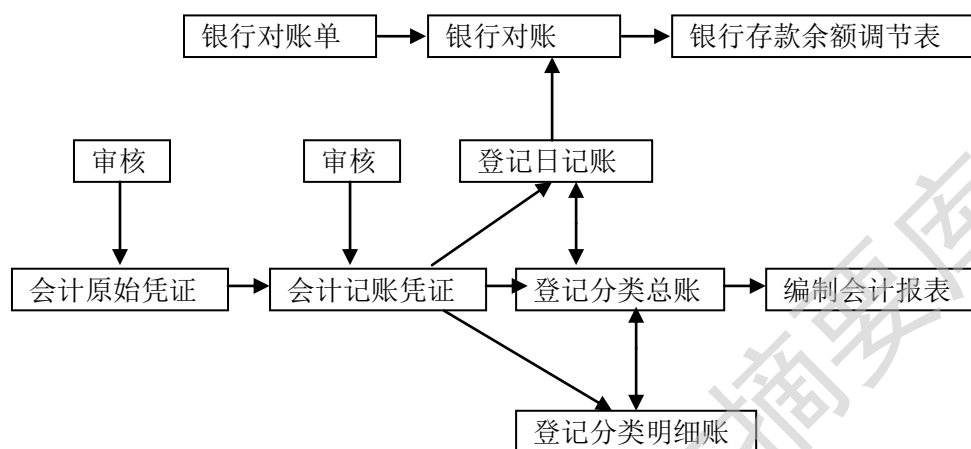 银行对账单 银行对账 银行存款余额调节表
审核 审核 登记日记账
会计原始凭证 会计记账凭证 登记分类总账 编制会计报表
登记分类明细账
摘要库